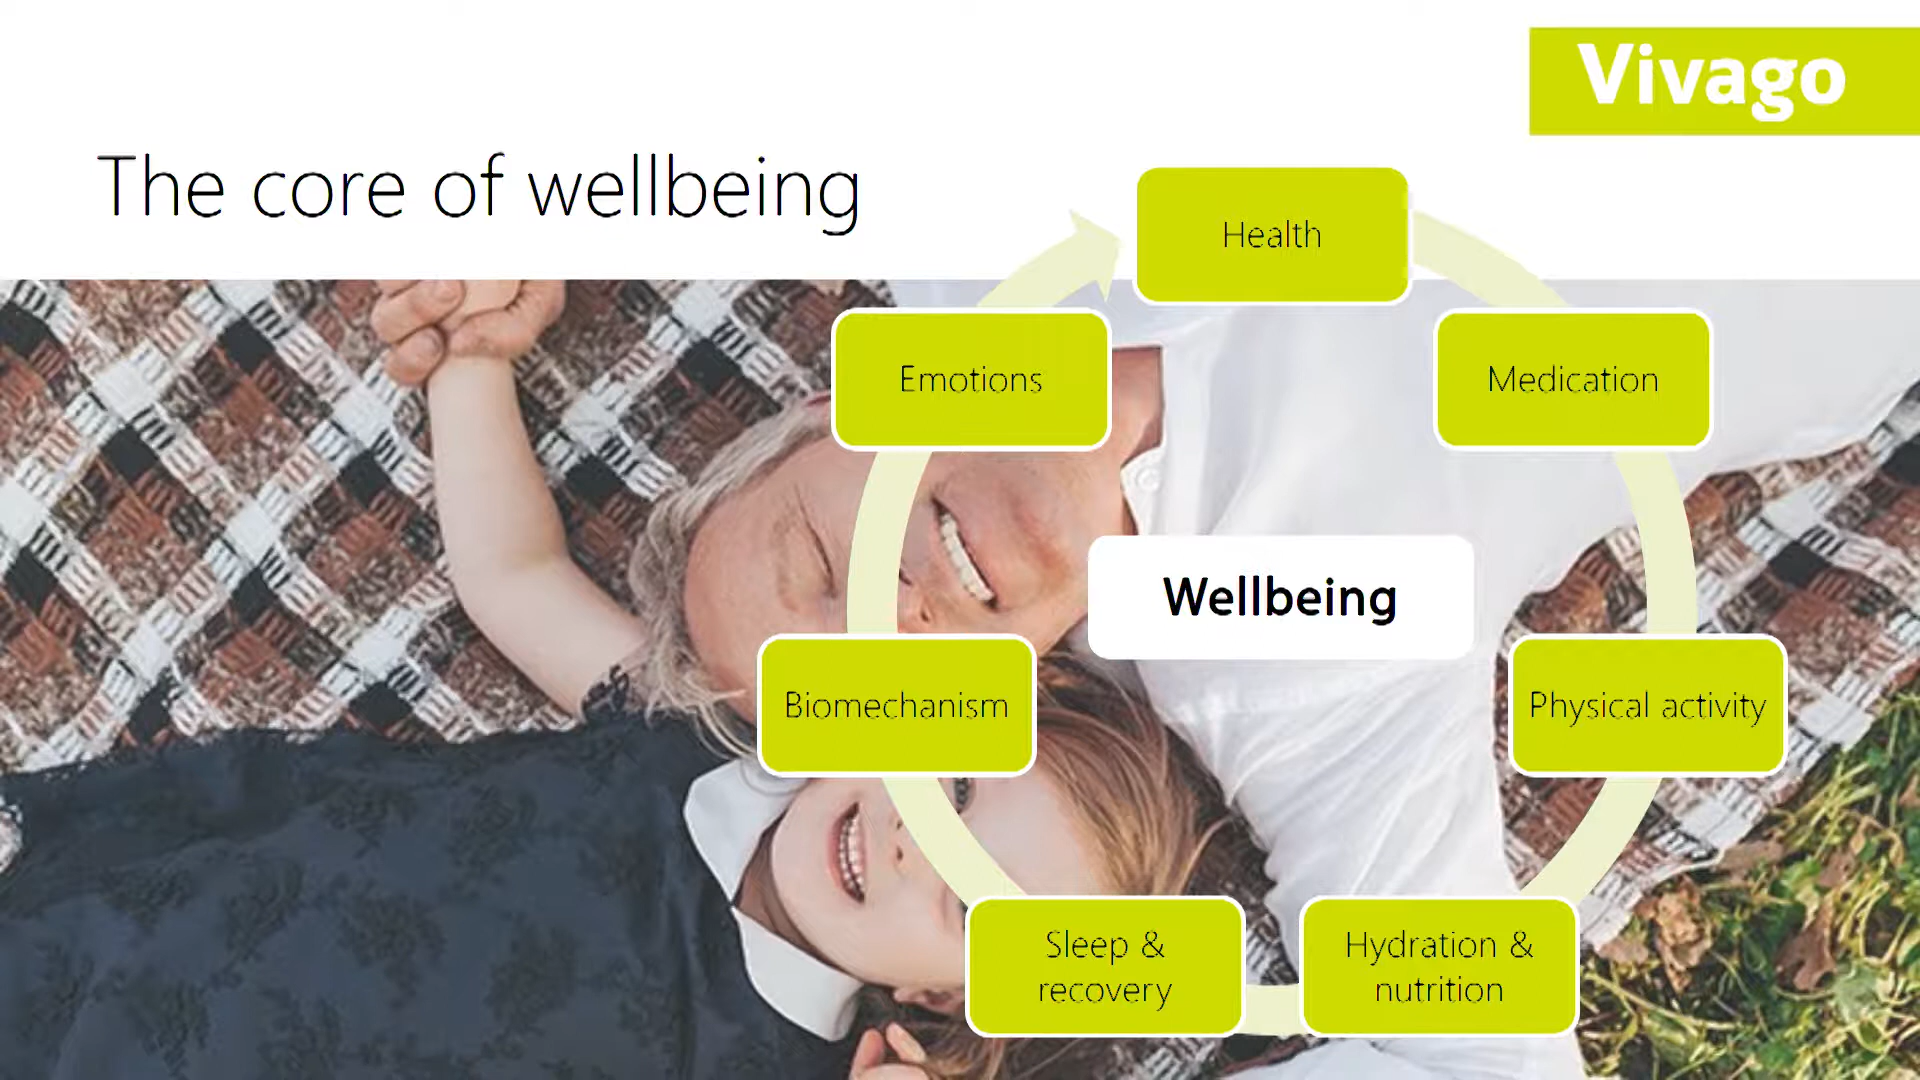 Vivago
The core of wellbeing
Health
Emotions
Medication
Wellbeing
Biomechanism
Physical activity
Sleep &
recovery
Hydration &
nutrition